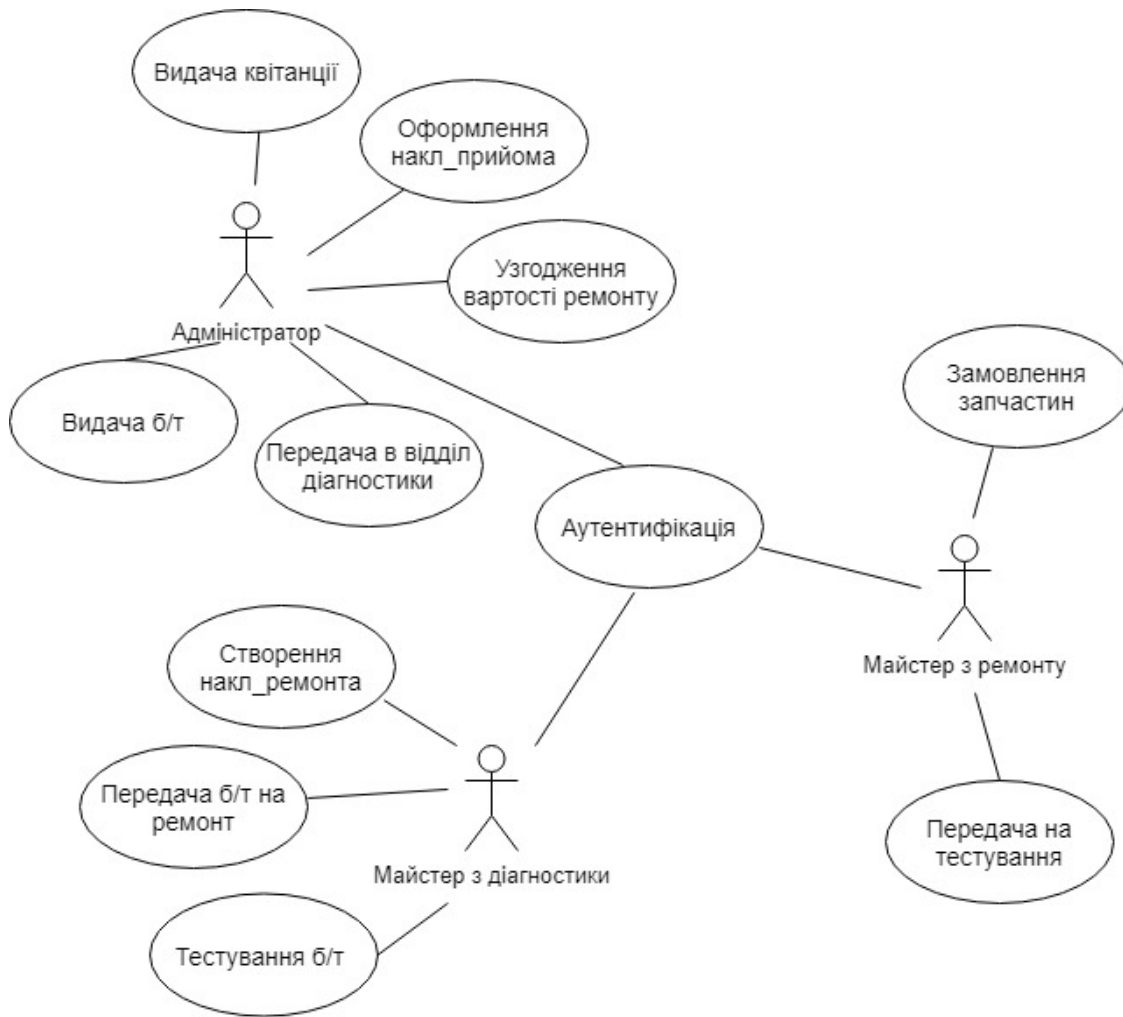 Видача квітанції
Оформлення
накл_прийома
Узгодження
вартості ремонту
Адміністратор
Видача б/т
Передача в відділ
діагностики
Замовлення
запчастин
Аутентифікація
Створення
накл_ремонта
Майстер з ремонту
Передача б/т на
ремонт
Передача на
тестування
Майстер з діагностики
Тестування б/т